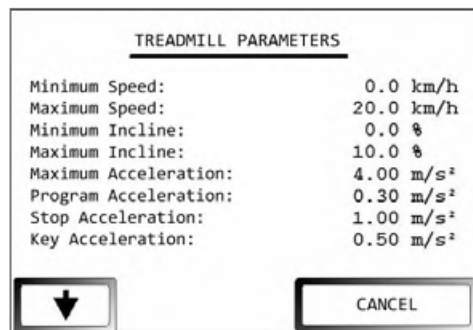 TREADMILL PARAMETERS
Minimum Speed: 0.0 km/h
Maximum Speed: 20.0 km/h
Minimum Incline: 0.0 %
Maximum Incline: 10.0 %
Maximum Acceleration: 4.00 m/s²
Program Acceleration: 0.30 m/s²
Stop Acceleration: 1.00 m/s²
Key Acceleration: 0.50 m/s²
CANCEL